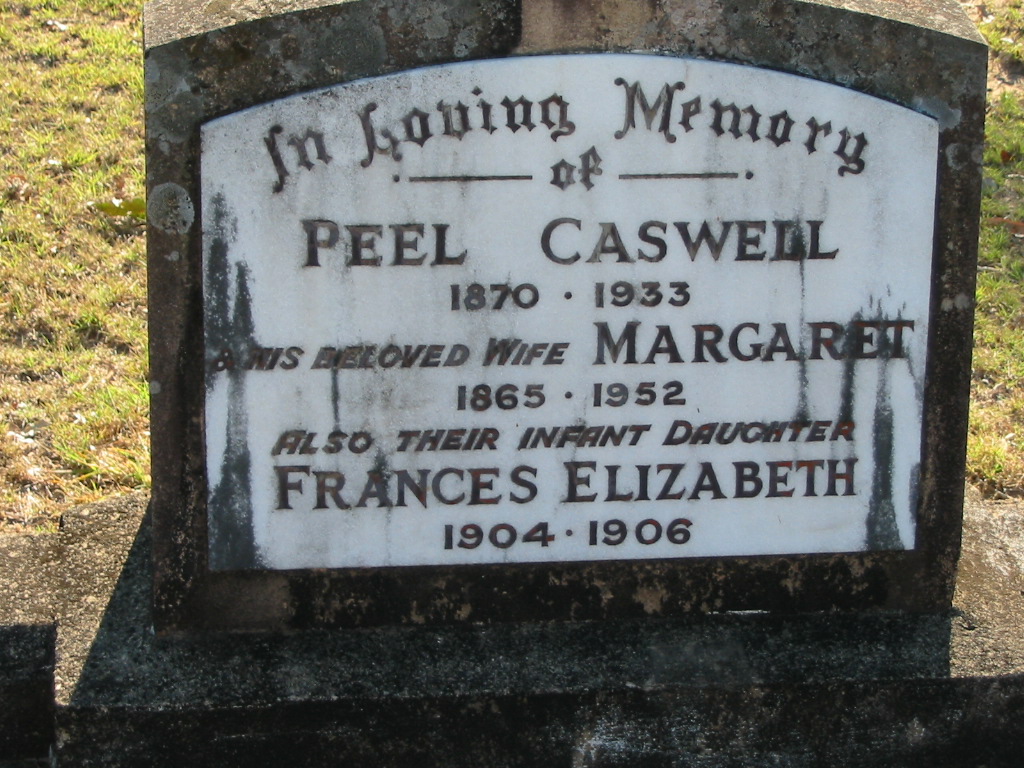 In Loving Memory
of
PEEL CASWELL
1870 · 1933
& HIS BELOVED WIFE MARGARET
1865 · 1952
ALSO THEIR INFANT DAUGHTER
FRANCES ELIZABETH
1904 · 1906